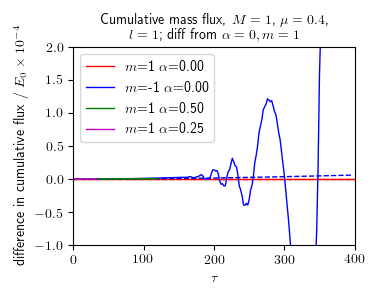 Cumulative mass flux, M = 1, μ = 0.4,
l = 1; diff from α = 0, m = 1
difference in cumulative flux / E₀ × 10⁻⁴
2.0
1.5
1.0
0.5
0.0
−0.5
−1.0
m=1 α=0.00
m=-1 α=0.00
m=1 α=0.50
m=1 α=0.25
0 100 200 300 400
τ